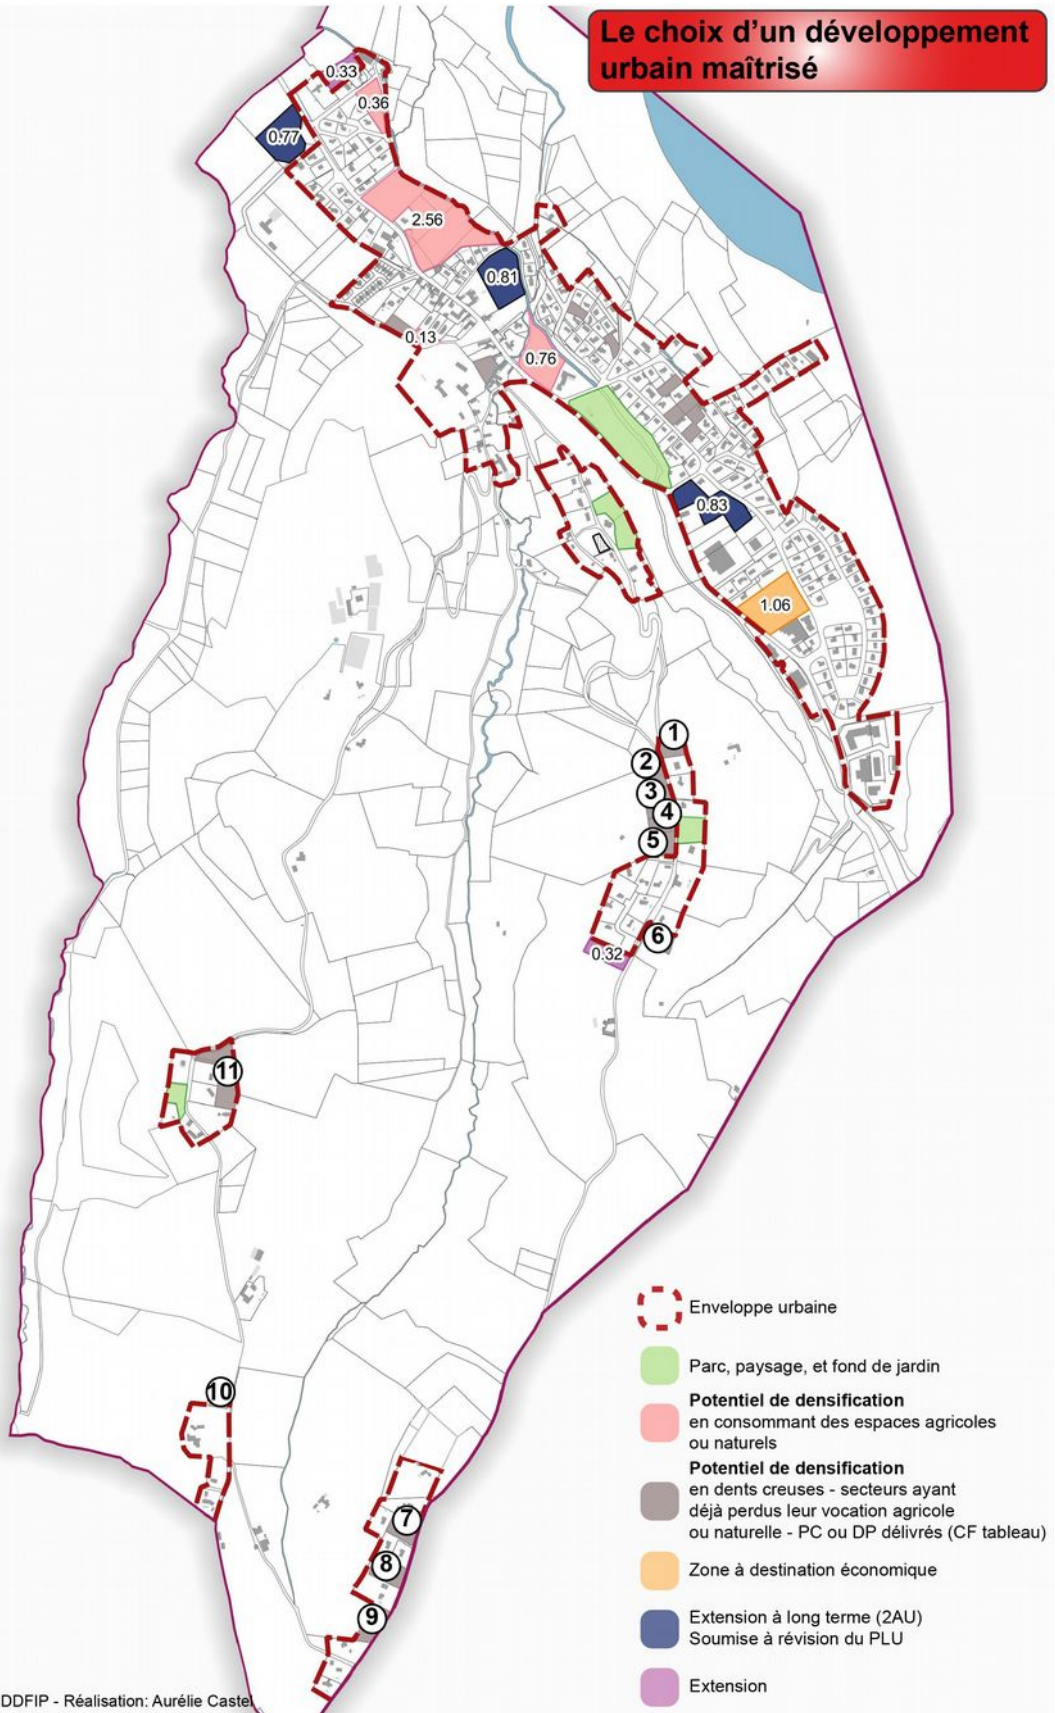 Le choix d'un développement
urbain maîtrisé
0.33
0.36
0.77
2.56
0.81
0.13
0.76
0.83
1.06
1
2
3
4
5
6
0.32
11
10
7
8
9
Enveloppe urbaine
Parc, paysage, et fond de jardin
Potentiel de densification
en consommant des espaces agricoles
ou naturels
Potentiel de densification
en dents creuses - secteurs ayant
déjà perdus leur vocation agricole
ou naturelle - PC ou DP délivrés (CF tableau)
Zone à destination économique
Extension à long terme (2AU)
Soumise à révision du PLU
Extension
DDFIP - Réalisation: Aurélie Castel